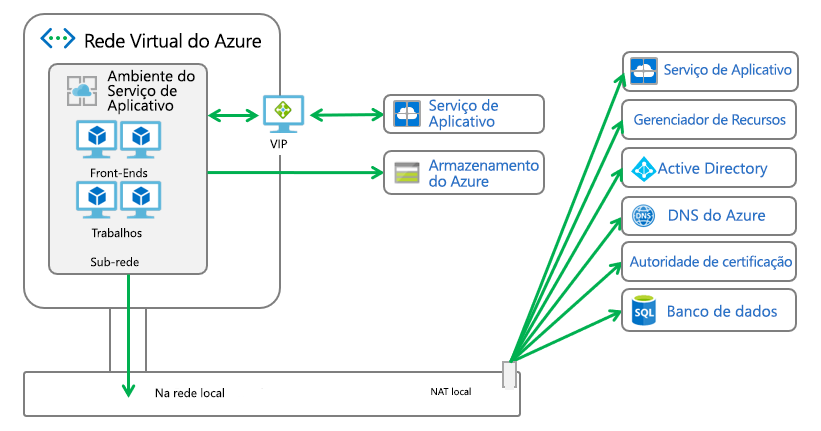 Rede Virtual do Azure
Ambiente do
Serviço de
Aplicativo
Front-Ends
Trabalhos
Sub-rede
VIP
Serviço de
Aplicativo
Armazenamento
do Azure
Serviço de Aplicativo
Gerenciador de Recursos
Active Directory
DNS
DNS do Azure
Autoridade de certificação
SQL
Banco de dados
Na rede local
NAT local